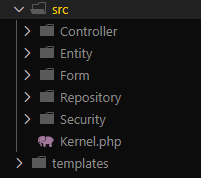 src
Controller
Entity
Form
Repository
Security
Kernel.php
templates